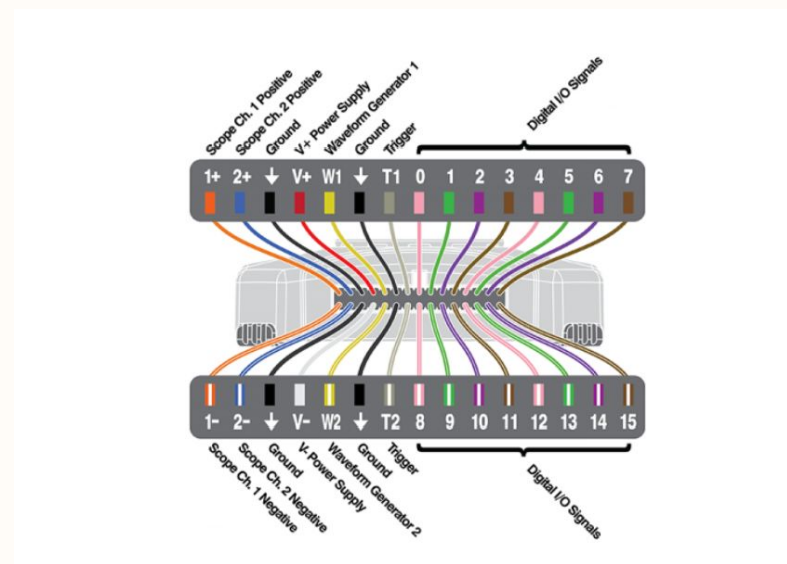 Scope Ch. 1 Positive
Scope Ch. 2 Positive
Ground
V+ Power Supply
Waveform Generator 1
Ground
Trigger
Digital I/O Signals
1+ 2+ ↓ V+ W1 ↓ T1 0 1 2 3 4 5 6 7
1- 2- ↓ V- W2 ↓ T2 8 9 10 11 12 13 14 15
Scope Ch. 1 Negative
Scope Ch. 2 Negative
Ground
V- Power Supply
Waveform Generator 2
Ground
Trigger
Digital I/O Signals